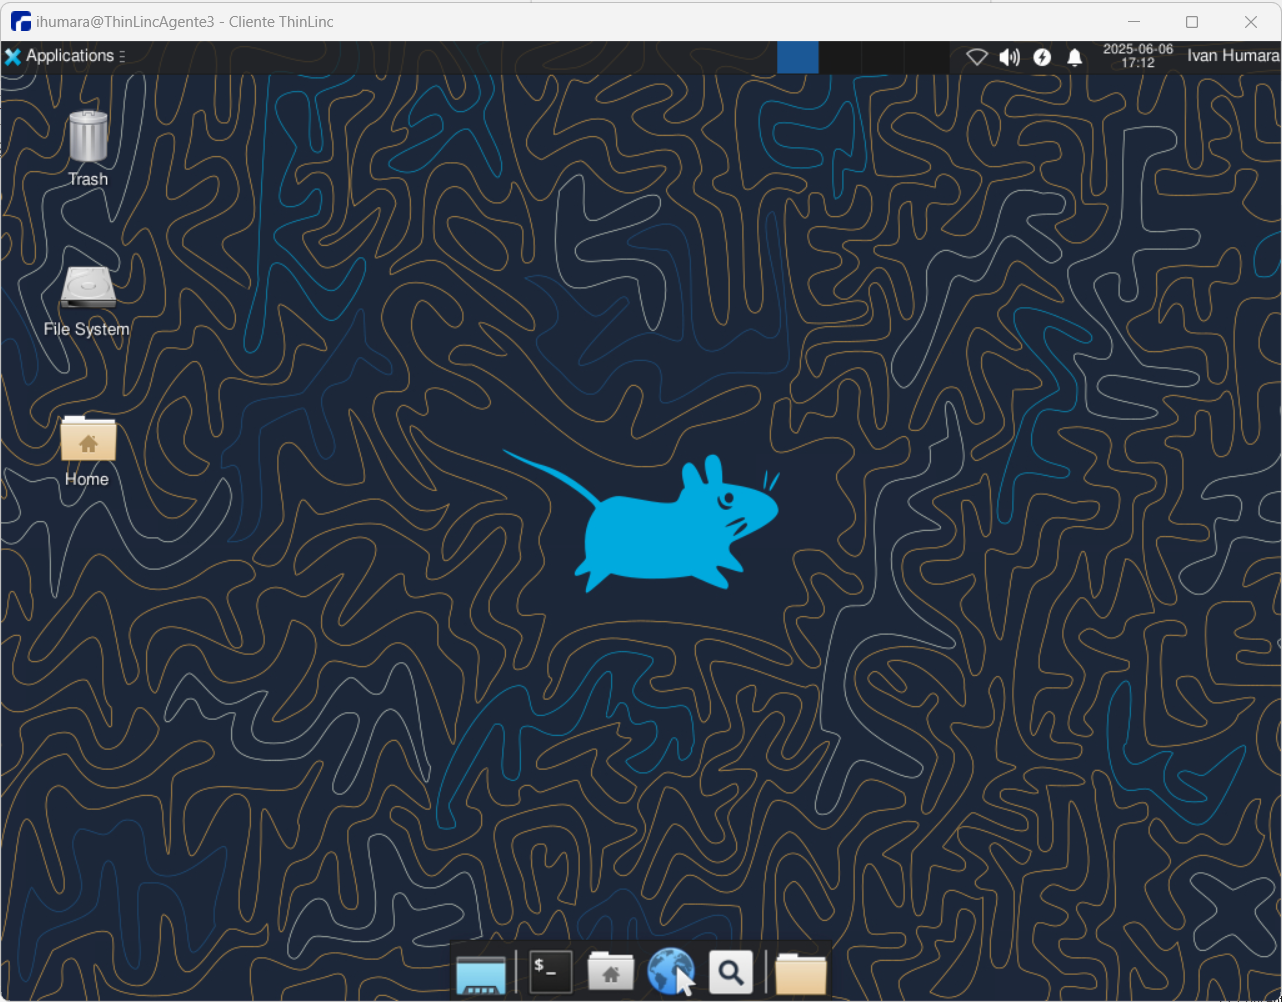 ihumara@ThinLincAgente3 - Cliente ThinLinc
Applications
2025-06-06
17:12
Ivan Humara
Trash
File System
Home
$_